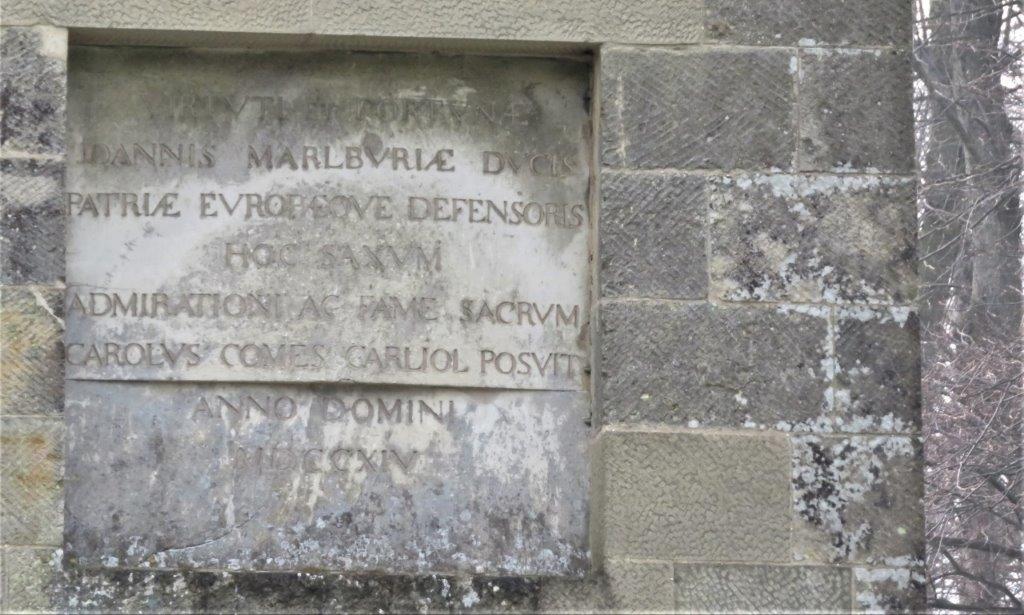 VIRTVTI ET FORTVNÆ
IOANNIS MARLBVRIÆ DVCIS
PATRIÆ EVROPÆQVE DEFENSORIS
HOC SAXVM
ADMIRATIONI AC FAME SACRVM
CAROLVS COMES CARLIOL POSVIT
ANNO DOMINI
MDCCXIV